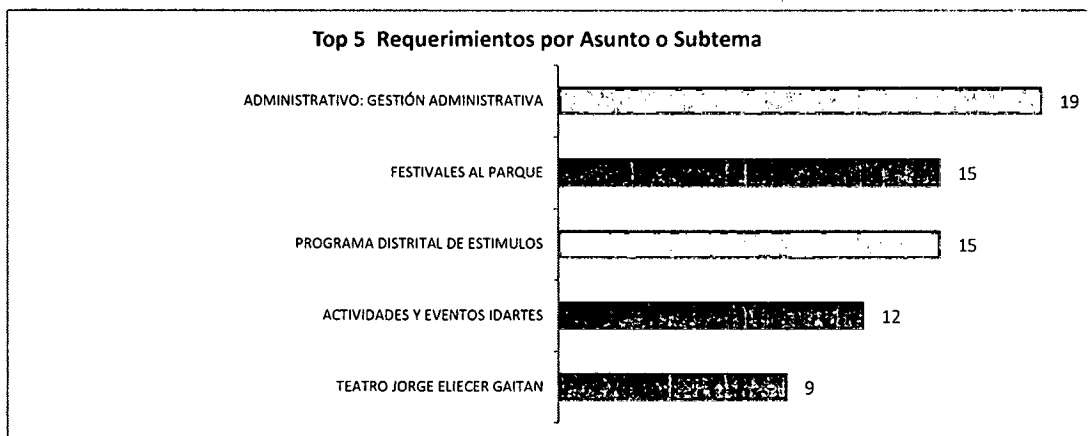 Top 5 Requerimientos por Asunto o Subtema
ADMINISTRATIVO: GESTIÓN ADMINISTRATIVA 19
FESTIVALES AL PARQUE 15
PROGRAMA DISTRITAL DE ESTIMULOS 15
ACTIVIDADES Y EVENTOS IDARTES 12
TEATRO JORGE ELIECER GAITAN 9